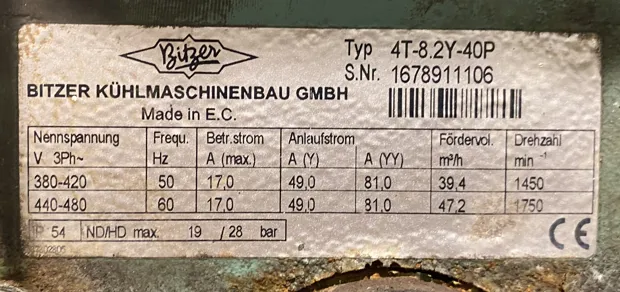 Bitzer
Typ 4T-8.2Y-40P
S.Nr. 1678911106
BITZER KÜHLMASCHINENBAU GMBH
Made in E.C.
Nennspannung Frequ. Betr.strom Anlaufstrom Fördervol. Drehzahl
V 3Ph~ Hz A (max.) A (Y) A (YY) m³/h min -1
380-420 50 17,0 49,0 81,0 39,4 1450
440-480 60 17,0 49,0 81,0 47,2 1750
IP 54 ND/HD max. 19 / 28 bar
CE